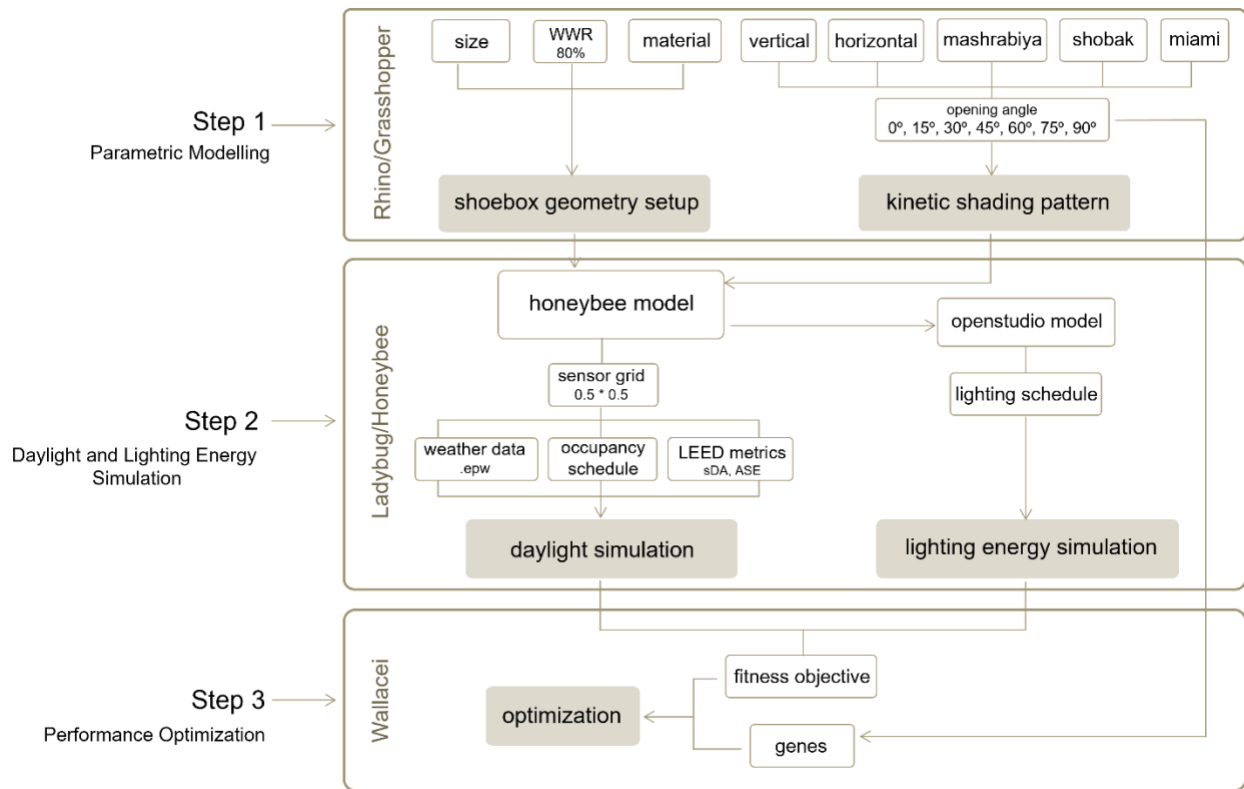 Step 1
Parametric Modelling
Rhino/Grasshopper
size
WWR
80%
material
vertical
horizontal
mashrabiya
shobak
miami
opening angle
0º, 15º, 30º, 45º, 60º, 75º, 90º
shoebox geometry setup
kinetic shading pattern
Step 2
Daylight and Lighting Energy
Simulation
Ladybug/Honeybee
honeybee model
openstudio model
sensor grid
0.5 * 0.5
lighting schedule
weather data
.epw
occupancy
schedule
LEED metrics
sDA, ASE
daylight simulation
lighting energy simulation
Step 3
Performance Optimization
Wallacei
fitness objective
optimization
genes